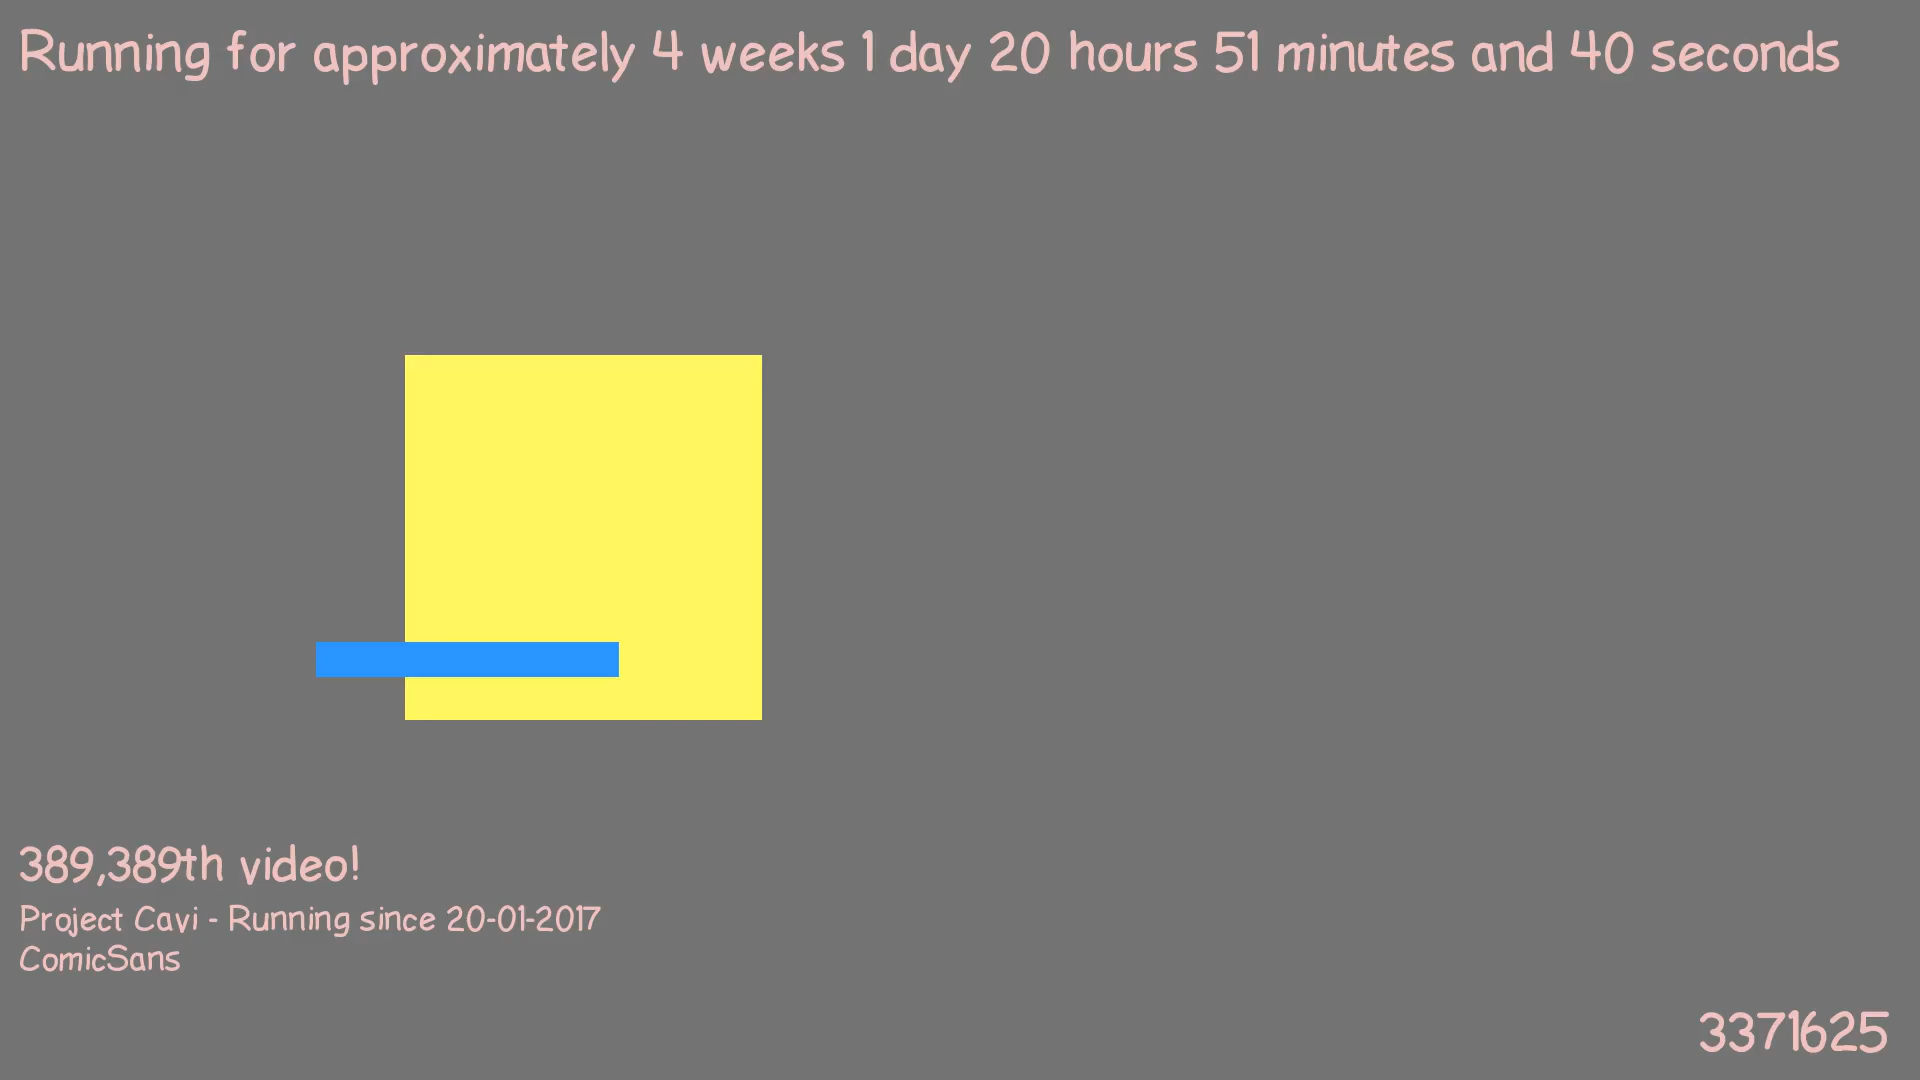 Running for approximately 4 weeks 1 day 20 hours 51 minutes and 40 seconds
389,389th video!
Project Cavi - Running since 20-01-2017
ComicSans
3371625